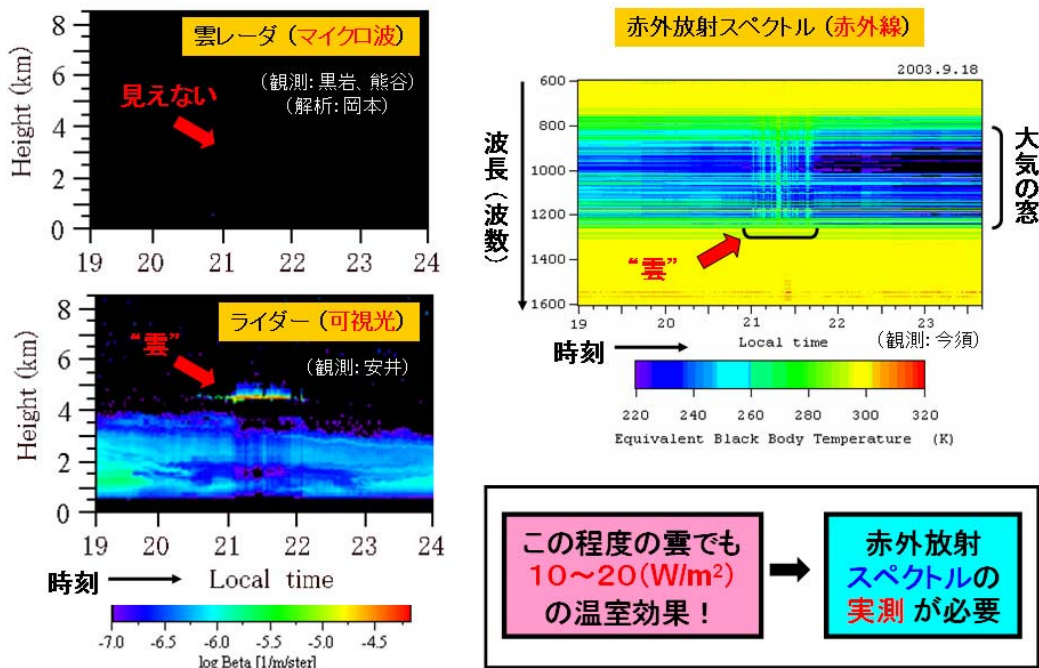 雲レーダ（マイクロ波）
（観測: 黒岩、熊谷）
（解析: 岡本）
見えない
Height (km)
8
6
4
2
0
19 20 21 22 23 24
ライダー（可視光）
“雲”
（観測: 安井）
Height (km)
8
6
4
2
0
19 20 21 22 23 24
時刻
Local time
-7.0 -6.5 -6.0 -5.5 -5.0 -4.5
log Beta [1/m/ster]
赤外放射スペクトル（赤外線）
2003.9.18
波長（波数）
600
800
1000
1200
1400
1600
大気の窓
“雲”
19 20 21 22 23
時刻
Local time
（観測: 今須）
220 240 260 280 300 320
Equivalent Black Body Temperature (K)
この程度の雲でも
10～20(W/m²)
の温室効果！
赤外放射
スペクトルの
実測 が必要